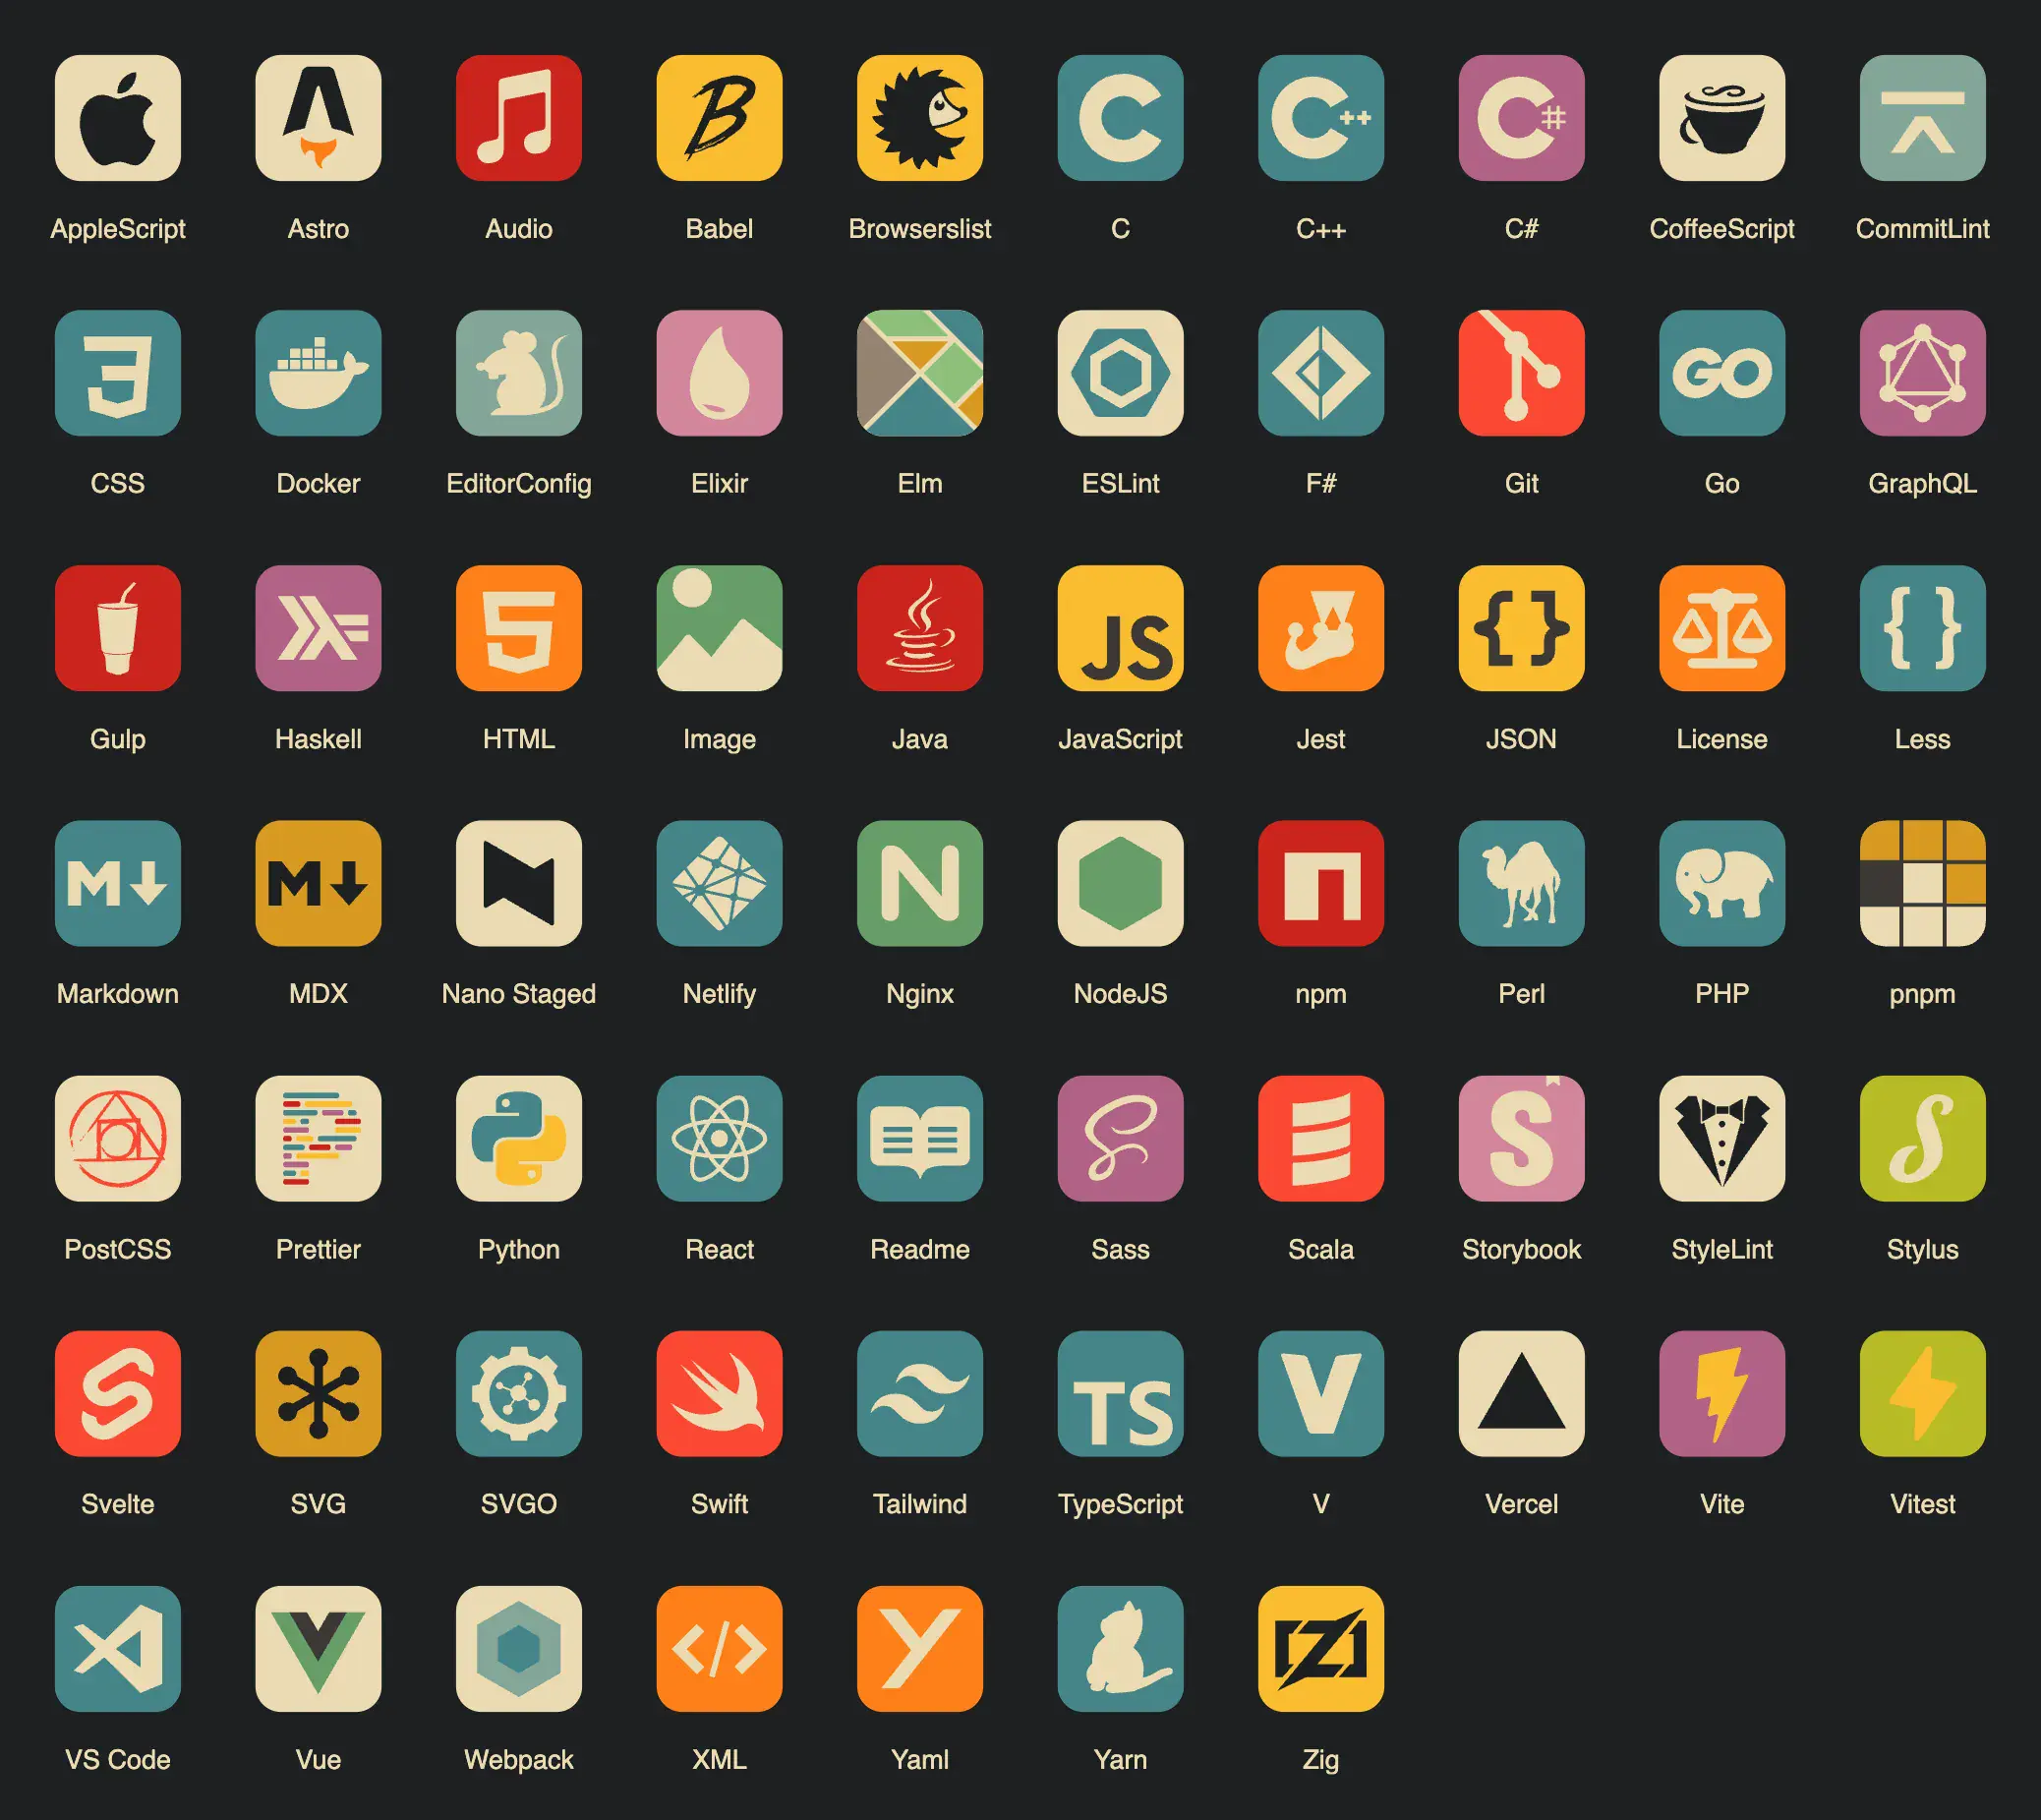 AppleScript
Astro
Audio
Babel
Browserslist
C
C++
C#
CoffeeScript
CommitLint
CSS
Docker
EditorConfig
Elixir
Elm
ESLint
F#
Git
Go
GraphQL
Gulp
Haskell
HTML
Image
Java
JavaScript
Jest
JSON
License
Less
Markdown
MDX
Nano Staged
Netlify
Nginx
NodeJS
npm
Perl
PHP
pnpm
PostCSS
Prettier
Python
React
Readme
Sass
Scala
Storybook
StyleLint
Stylus
Svelte
SVG
SVGO
Swift
Tailwind
TypeScript
V
Vercel
Vite
Vitest
VS Code
Vue
Webpack
XML
Yaml
Yarn
Zig